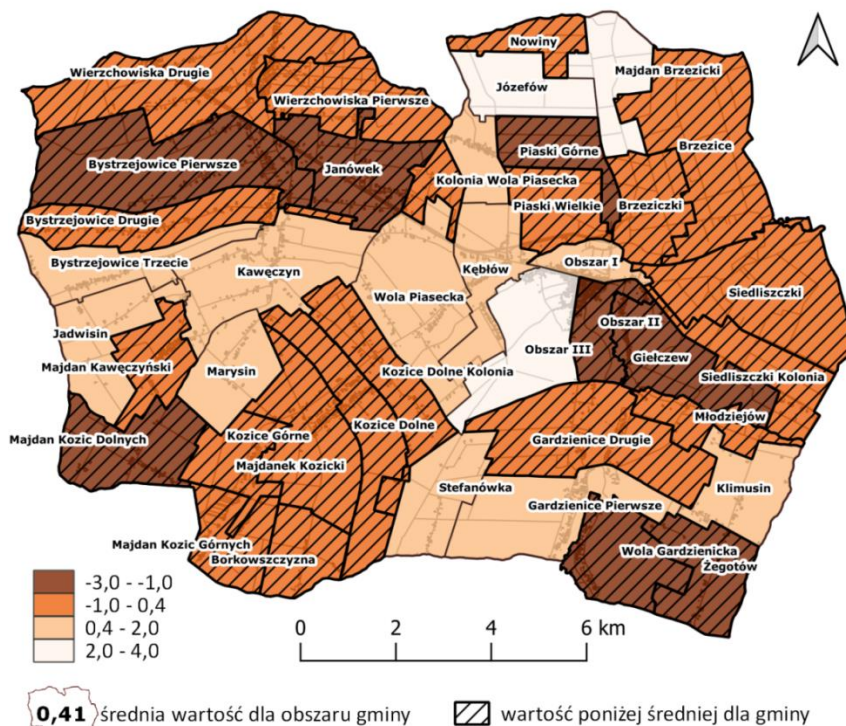 Nowiny
Wierzchowiska Drugie
Majdan Brzezicki
Józefów
Wierzchowiska Pierwsze
Brzezice
Piaski Górne
Bystrzejowice Pierwsze
Janówek
Kolonia Wola Piasecka
Piaski Wielkie
Brzeziczki
Bystrzejowice Drugie
Bystrzejowice Trzecie
Kawęczyn
Kębłów
Obszar I
Wola Piasecka
Siedliszczki
Jadwisin
Obszar II
Obszar III
Giełczew
Majdan Kawęczyński
Marysin
Kozice Dolne Kolonia
Siedliszczki Kolonia
Młodziejów
Kozice Dolne
Majdan Kozic Dolnych
Kozice Górne
Gardzienice Drugie
Majdanek Kozicki
Stefanówka
Klimusin
Gardzienice Pierwsze
Majdan Kozic Górnych
Wola Gardzienicka
Borkowszczyzna
Żegotów
-3,0 - -1,0
-1,0 - 0,4
0,4 - 2,0
2,0 - 4,0
0 2 4 6 km
0,41 średnia wartość dla obszaru gminy
wartość poniżej średniej dla gminy